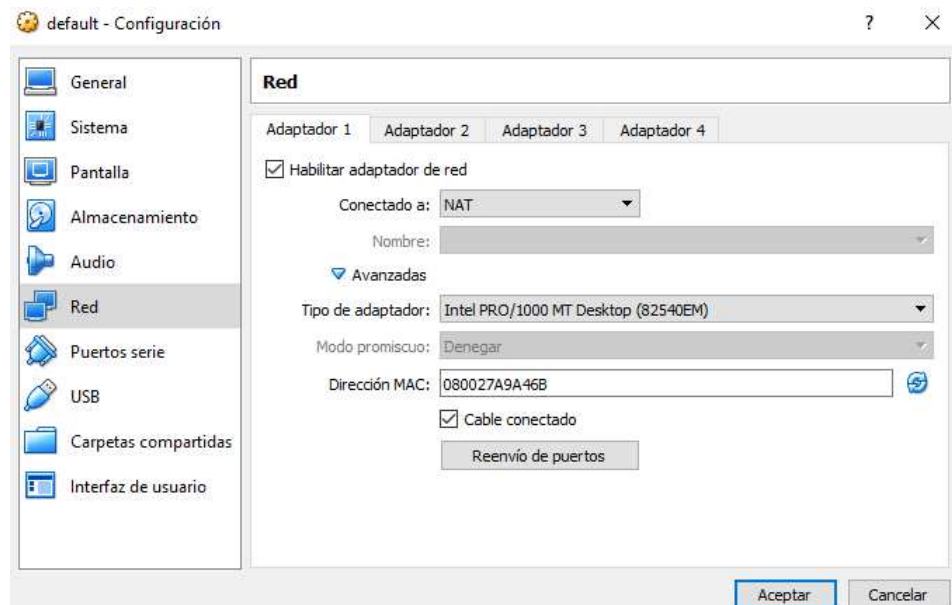 default - Configuración
?
General
Sistema
Pantalla
Almacenamiento
Audio
Red
Puertos serie
USB
Carpetas compartidas
Interfaz de usuario
Red
Adaptador 1 Adaptador 2 Adaptador 3 Adaptador 4
Habilitar adaptador de red
Conectado a: NAT
Nombre:
Avanzadas
Tipo de adaptador: Intel PRO/1000 MT Desktop (82540EM)
Modo promiscuo: Denegar
Dirección MAC: 080027A9A46B
Cable conectado
Reenvío de puertos
Aceptar Cancelar